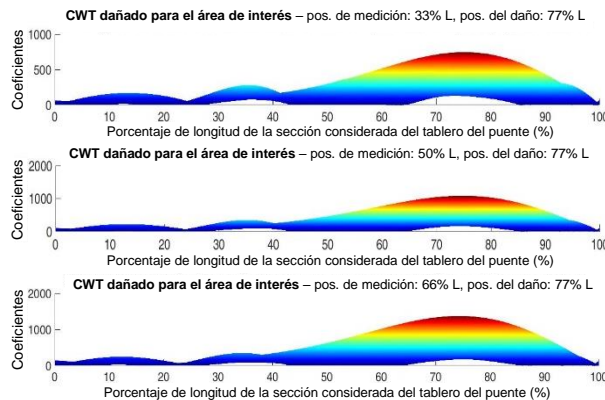 CWT dañado para el área de interés – pos. de medición: 33% L, pos. del daño: 77% L
Coeficientes
1000
500
0
0 10 20 30 40 50 60 70 80 90 100
Porcentaje de longitud de la sección considerada del tablero del puente (%)
CWT dañado para el área de interés – pos. de medición: 50% L, pos. del daño: 77% L
Coeficientes
2000
1000
0
0 10 20 30 40 50 60 70 80 90 100
Porcentaje de longitud de la sección considerada del tablero del puente (%)
CWT dañado para el área de interés – pos. de medición: 66% L, pos. del daño: 77% L
Coeficientes
2000
1000
0
0 10 20 30 40 50 60 70 80 90 100
Porcentaje de longitud de la sección considerada del tablero del puente (%)